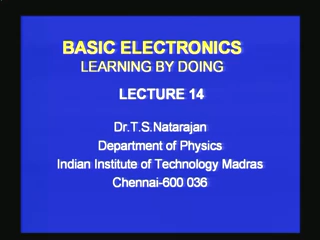 BASIC ELECTRONICS
LEARNING BY DOING
LECTURE 14
Dr.T.S.Natarajan
Department of Physics
Indian Institute of Technology Madras
Chennai-600 036